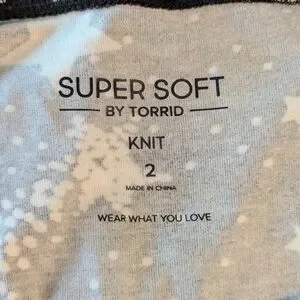 SUPER SOFT
BY TORRID
KNIT
2
MADE IN CHINA
WEAR WHAT YOU LOVE